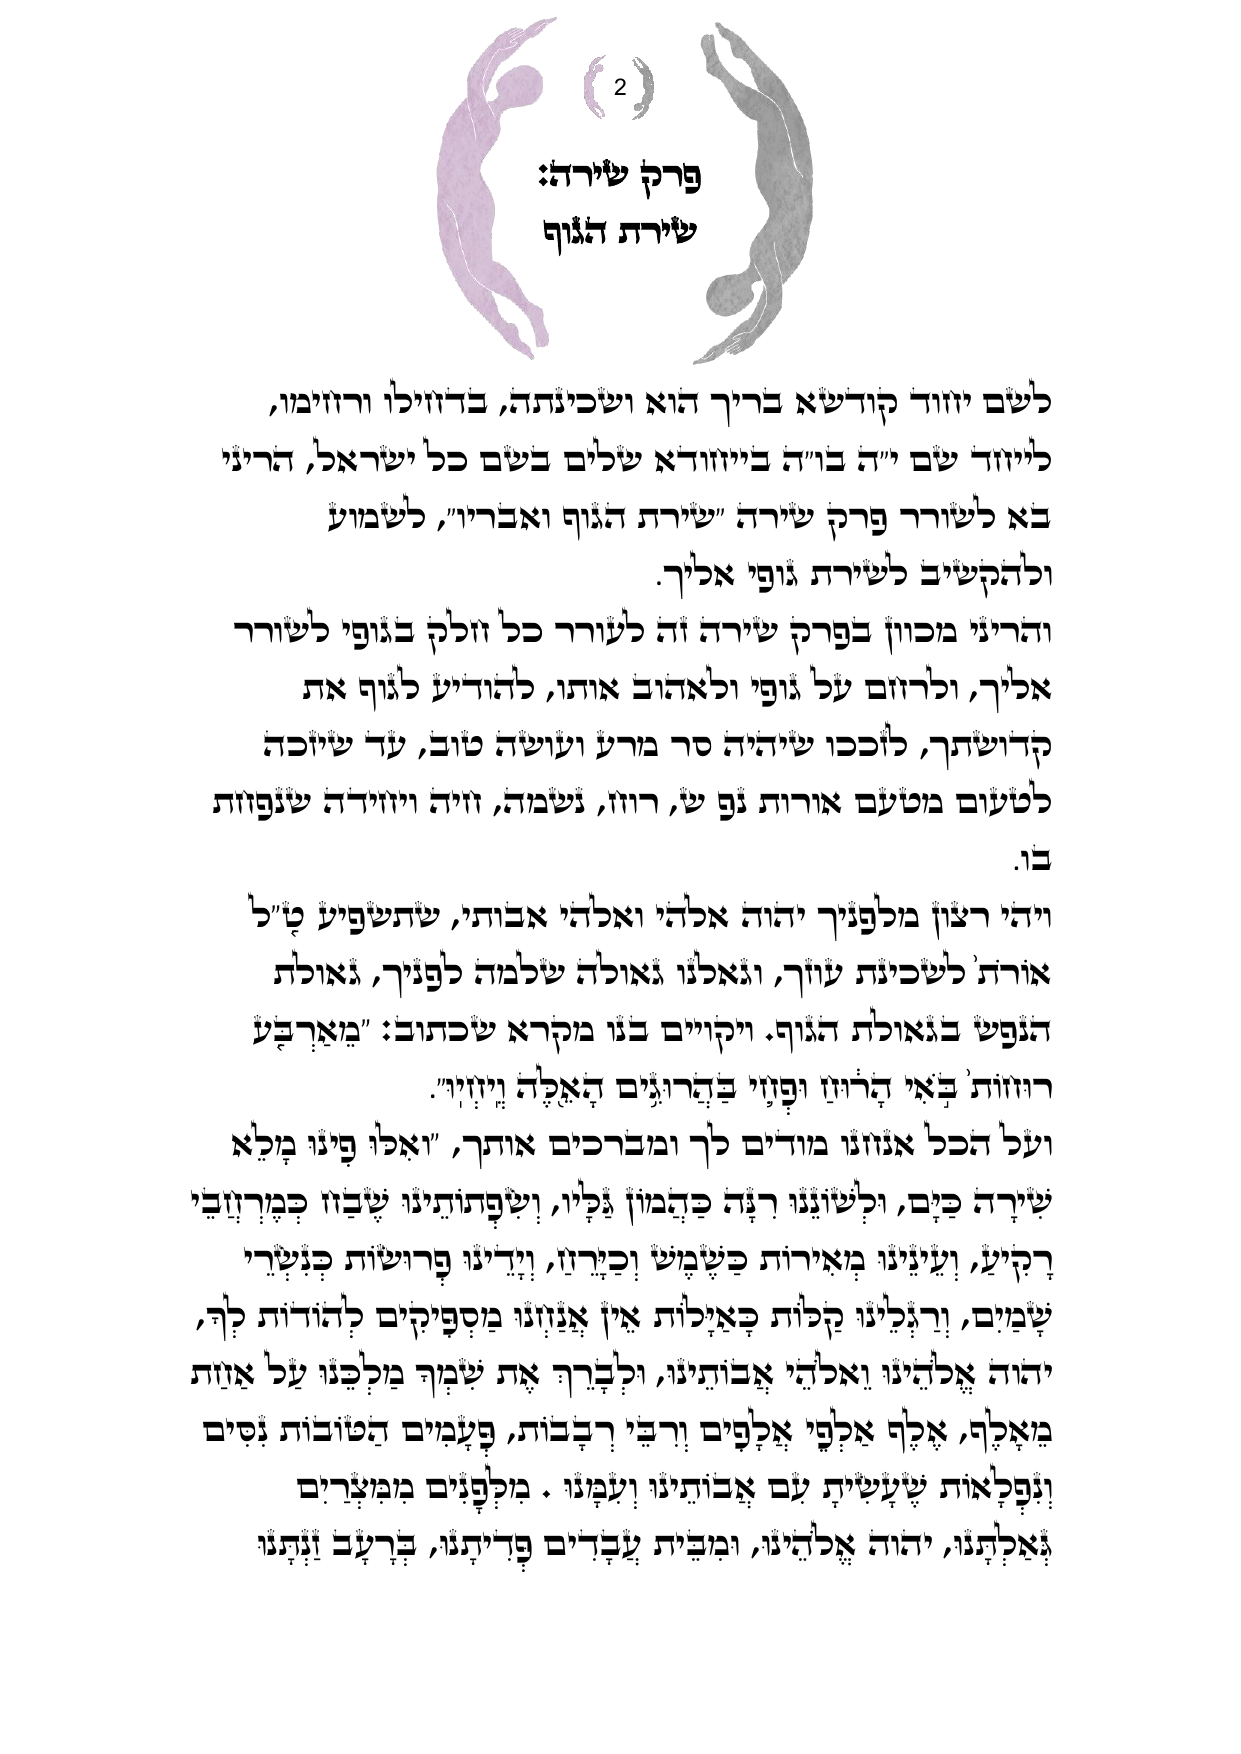 2
פרק שירה:
שירת הגוף
לשם יחוד קודשא בריך הוא ושכינתה, בדחילו ורחימו,
לייחד שם י״ה בו״ה בייחודא שלים בשם כל ישראל, הריני
בא לשורר פרק שירה ״שירת הגוף ואבריו״, לשמוע
ולהקשיב לשירת גופי אליך.
והריני מכוון בפרק שירה זה לעורר כל חלק בגופי לשורר
אליך, ולרחם על גופי ולאהוב אותו, להודיע לגוף את
קדושתך, לזככו שיהיה סר מרע ועושה טוב, עד שיזכה
לטעום מטעם אורות נפ ש, רוח, נשמה, חיה ויחידה שנפחת
בו.
ויהי רצון מלפניך יהוה אלהי ואלהי אבותי, שתשפיע טַ֤״ל
אוֹרֹת֙ לשכינת עוזך, וגאלנו גאולה שלמה לפניך, גאולת
הנפש בגאולת הגוף. ויקויים בנו מקרא שכתוב: ״מֵאַרְבַּ֤ע
רוּחוֹת֙ בֹּ֣אִי הָר֔וּחַ וּפְחִ֛י בַּהֲרוּגִ֥ים הָאֵ֖לֶּה וְיִֽחְיֽוּ״.
ועל הכל אנחנו מודים לך ומברכים אותך, ״ואִלּוּ פִינוּ מָלֵא
שִׁירָה כַּיָּם, וּלְשׁוֹנֵנוּ רִנָּה כַּהֲמוֹן גַּלָּיו, וְשִׂפְתוֹתֵינוּ שֶׁבַח כְּמֶרְחֲבֵי
רָקִיעַ, וְעֵינֵינוּ מְאִירוֹת כַּשֶּׁמֶשׁ וְכַיָּרֵחַ, וְיָדֵינוּ פְרוּשׂוֹת כְּנִשְׁרֵי
שָׁמַיִם, וְרַגְלֵינוּ קַלּוֹת כָּאַיָּלוֹת אֵין אֲנַחְנוּ מַסְפִּיקִים לְהוֹדוֹת לְךָ,
יהוה אֱלֹהֵינוּ וֵאלֹהֵי אֲבוֹתֵינוּ, וּלְבָרֵךְ אֶת שִׁמְךָ מַלְכֵּנוּ עַל אַחַת
מֵאָלֶף, אֶלֶף אַלְפֵי אֲלָפִים וְרִבֵּי רְבָבוֹת, פְּעָמִים הַטּוֹבוֹת נִסִּים
וְנִפְלָאוֹת שֶׁעָשִׂיתָ עִם אֲבוֹתֵינוּ וְעִמָּנוּ . מִלְּפָנִים מִמִּצְרַיִם
גְּאַלְתָּנוּ, יהוה אֱלֹהֵינוּ, וּמִבֵּית עֲבָדִים פְּדִיתָנוּ, בְּרָעָב זַנְתָּנוּ